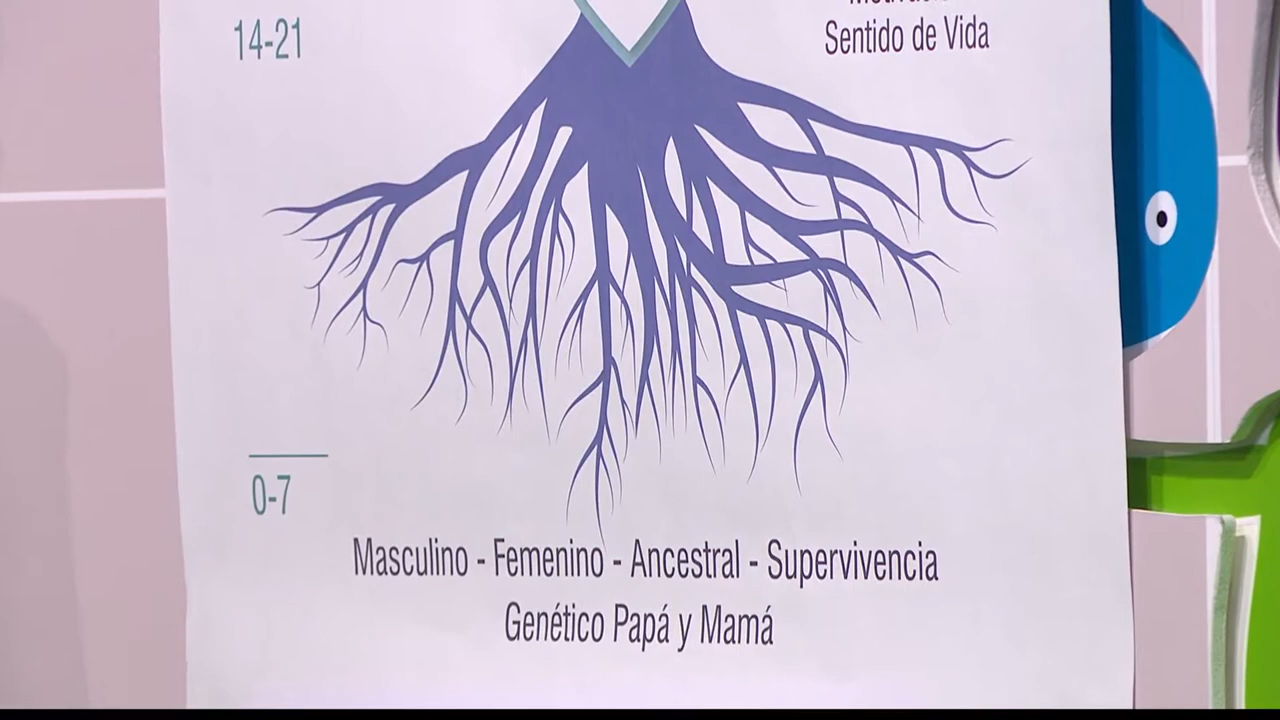 14-21
Sentido de Vida
0-7
Masculino - Femenino - Ancestral - Supervivencia
Genético Papá y Mamá